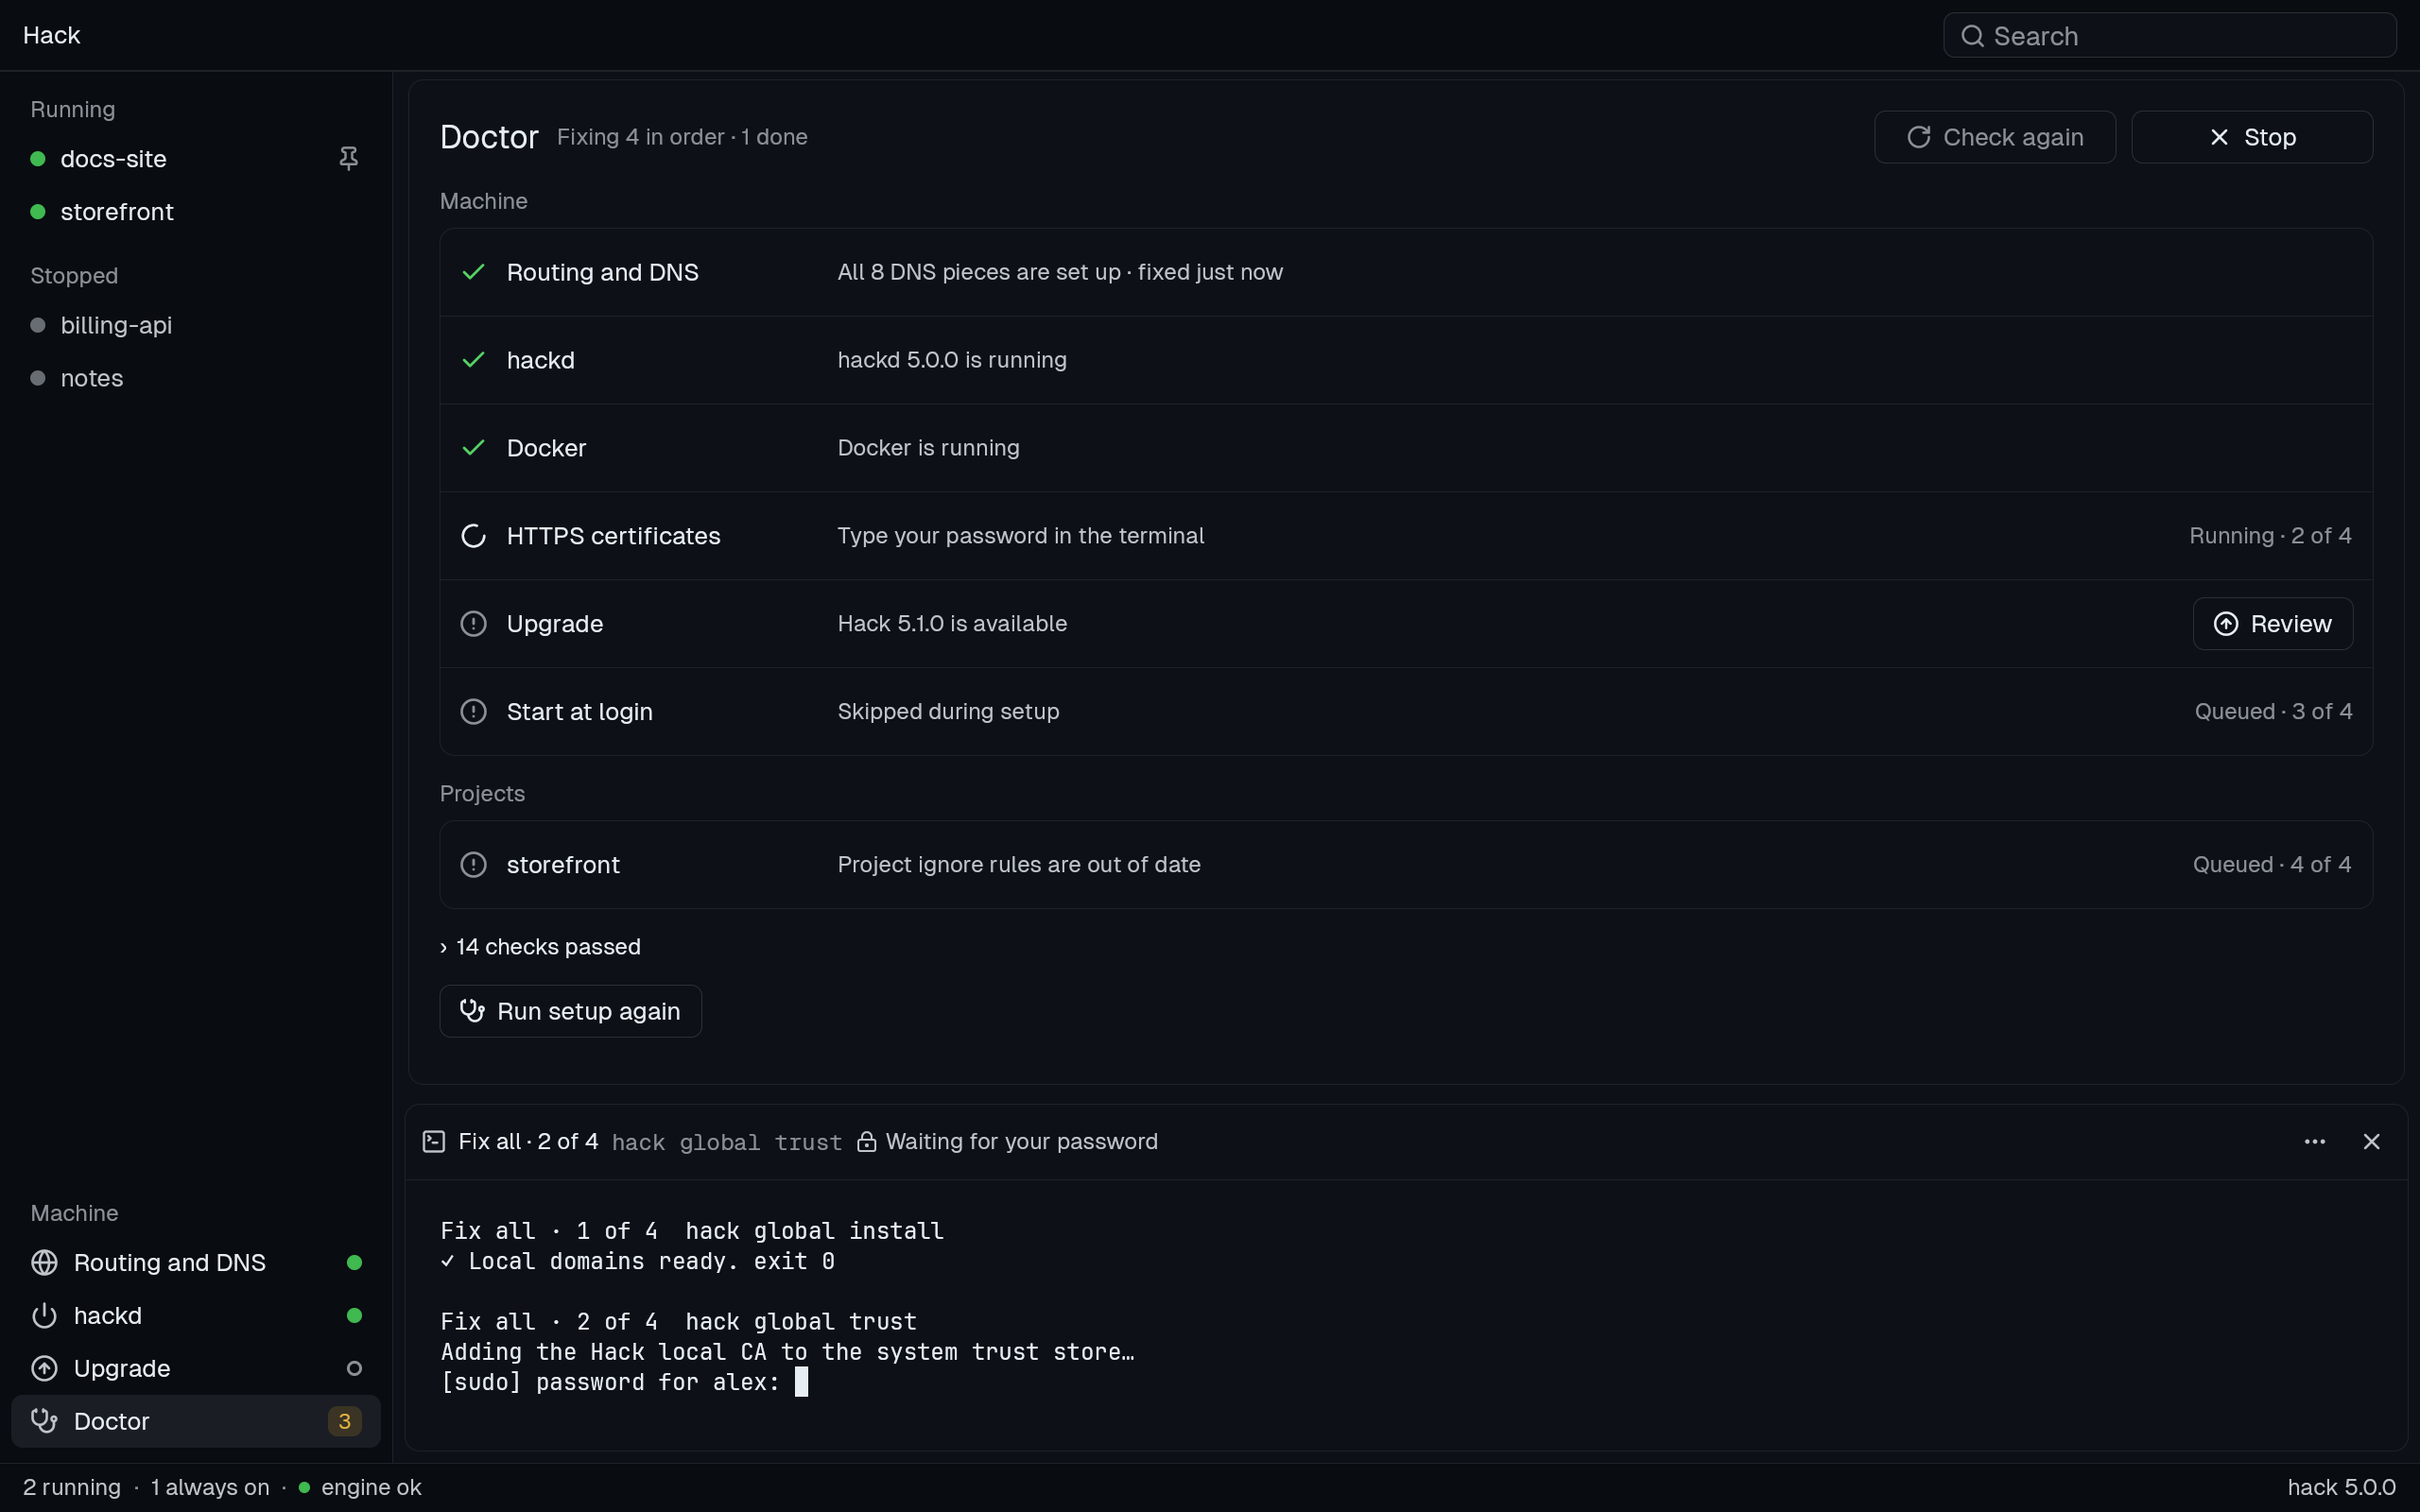 Hack
Search
Running
docs-site
storefront
Stopped
billing-api
notes
Machine
Routing and DNS
hackd
Upgrade
Doctor 3
Doctor Fixing 4 in order · 1 done
Check again
Stop
Machine
Routing and DNS All 8 DNS pieces are set up · fixed just now
hackd hackd 5.0.0 is running
Docker Docker is running
HTTPS certificates Type your password in the terminal Running · 2 of 4
Upgrade Hack 5.1.0 is available Review
Start at login Skipped during setup Queued · 3 of 4
Projects
storefront Project ignore rules are out of date Queued · 4 of 4
› 14 checks passed
Run setup again
Fix all · 2 of 4 hack global trust Waiting for your password
Fix all · 1 of 4 hack global install
✓ Local domains ready. exit 0
Fix all · 2 of 4 hack global trust
Adding the Hack local CA to the system trust store…
[sudo] password for alex:
2 running · 1 always on · engine ok
hack 5.0.0